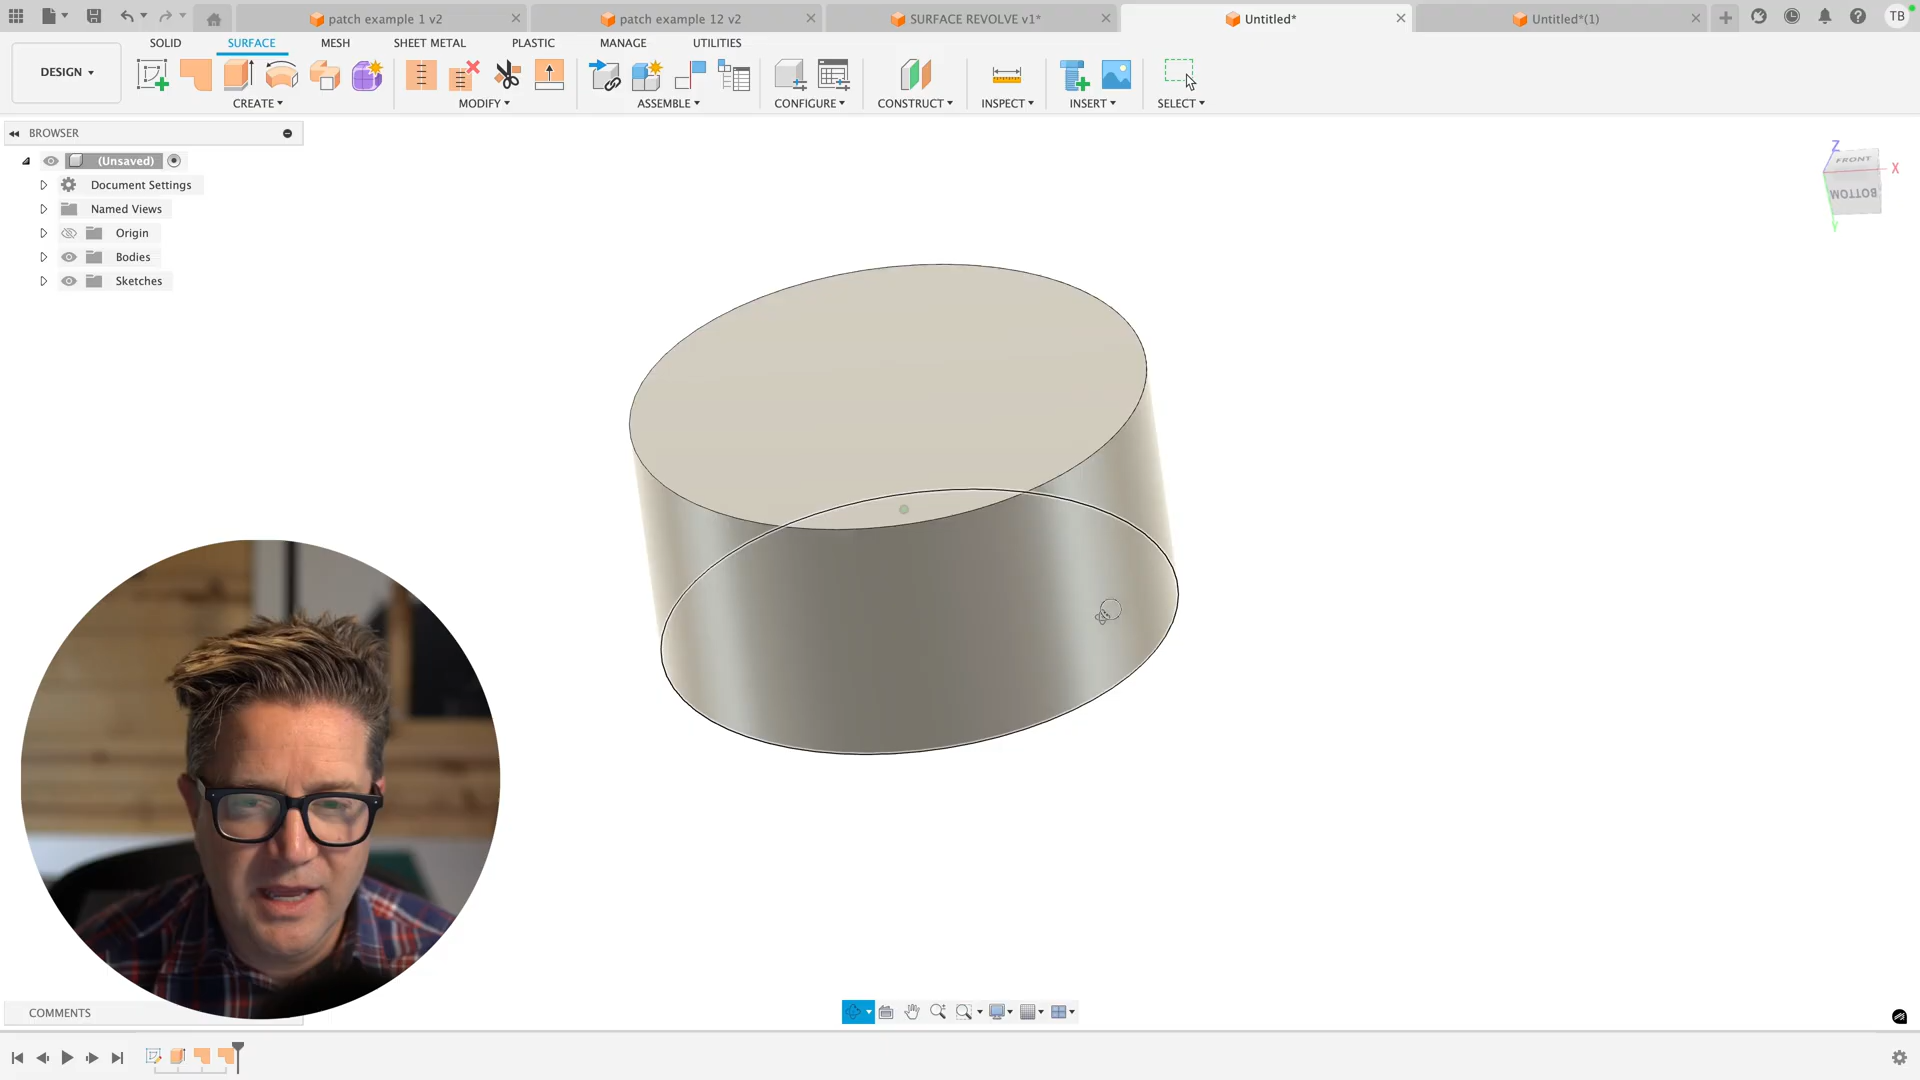 patch example 1 v2
patch example 12 v2
SURFACE REVOLVE v1*
Untitled*
Untitled*(1)
TB
SOLID
SURFACE
MESH
SHEET METAL
PLASTIC
MANAGE
UTILITIES
DESIGN
CREATE
MODIFY
ASSEMBLE
CONFIGURE
CONSTRUCT
INSPECT
INSERT
SELECT
BROWSER
(Unsaved)
Document Settings
Named Views
Origin
Bodies
Sketches
Z
FRONT
X
BOTTOM
Y
COMMENTS